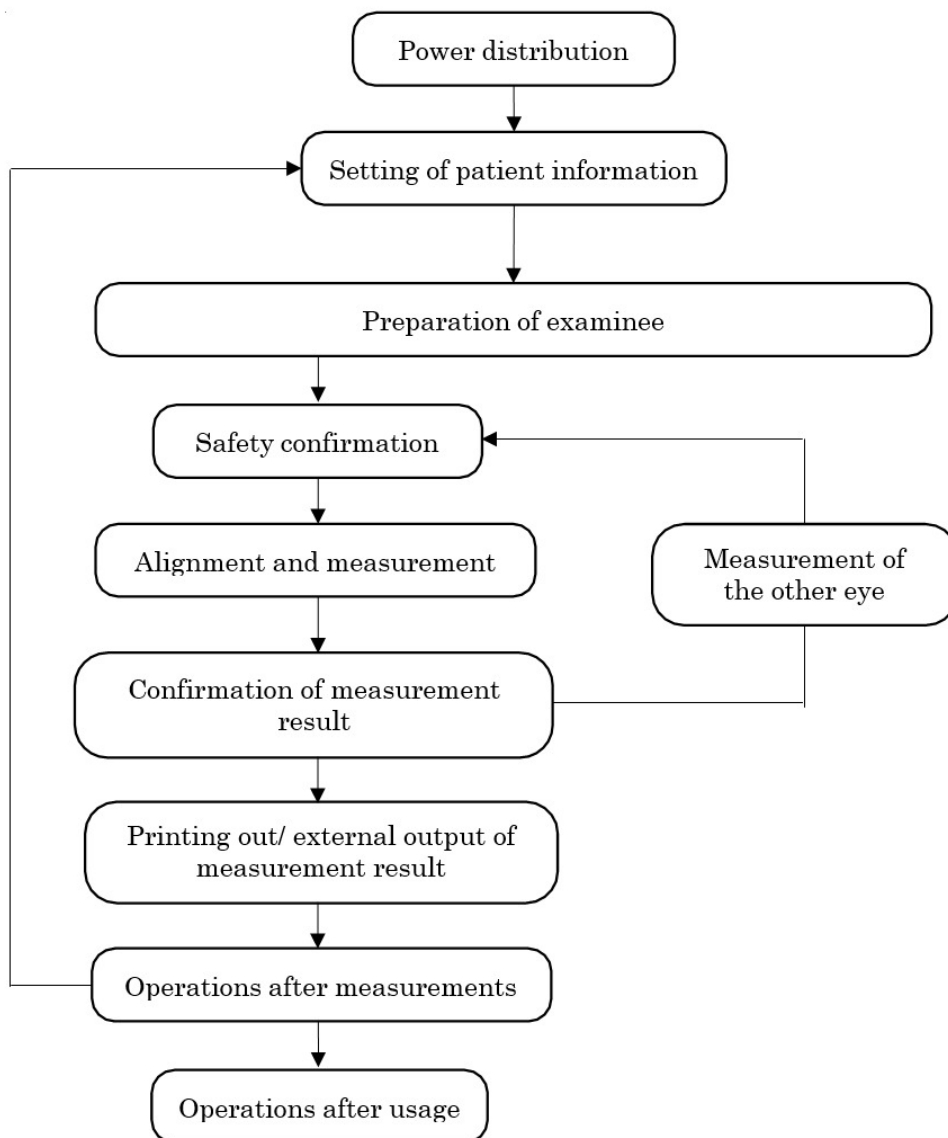 Power distribution
Setting of patient information
Preparation of examinee
Safety confirmation
Alignment and measurement
Measurement of
the other eye
Confirmation of measurement
result
Printing out/ external output of
measurement result
Operations after measurements
Operations after usage